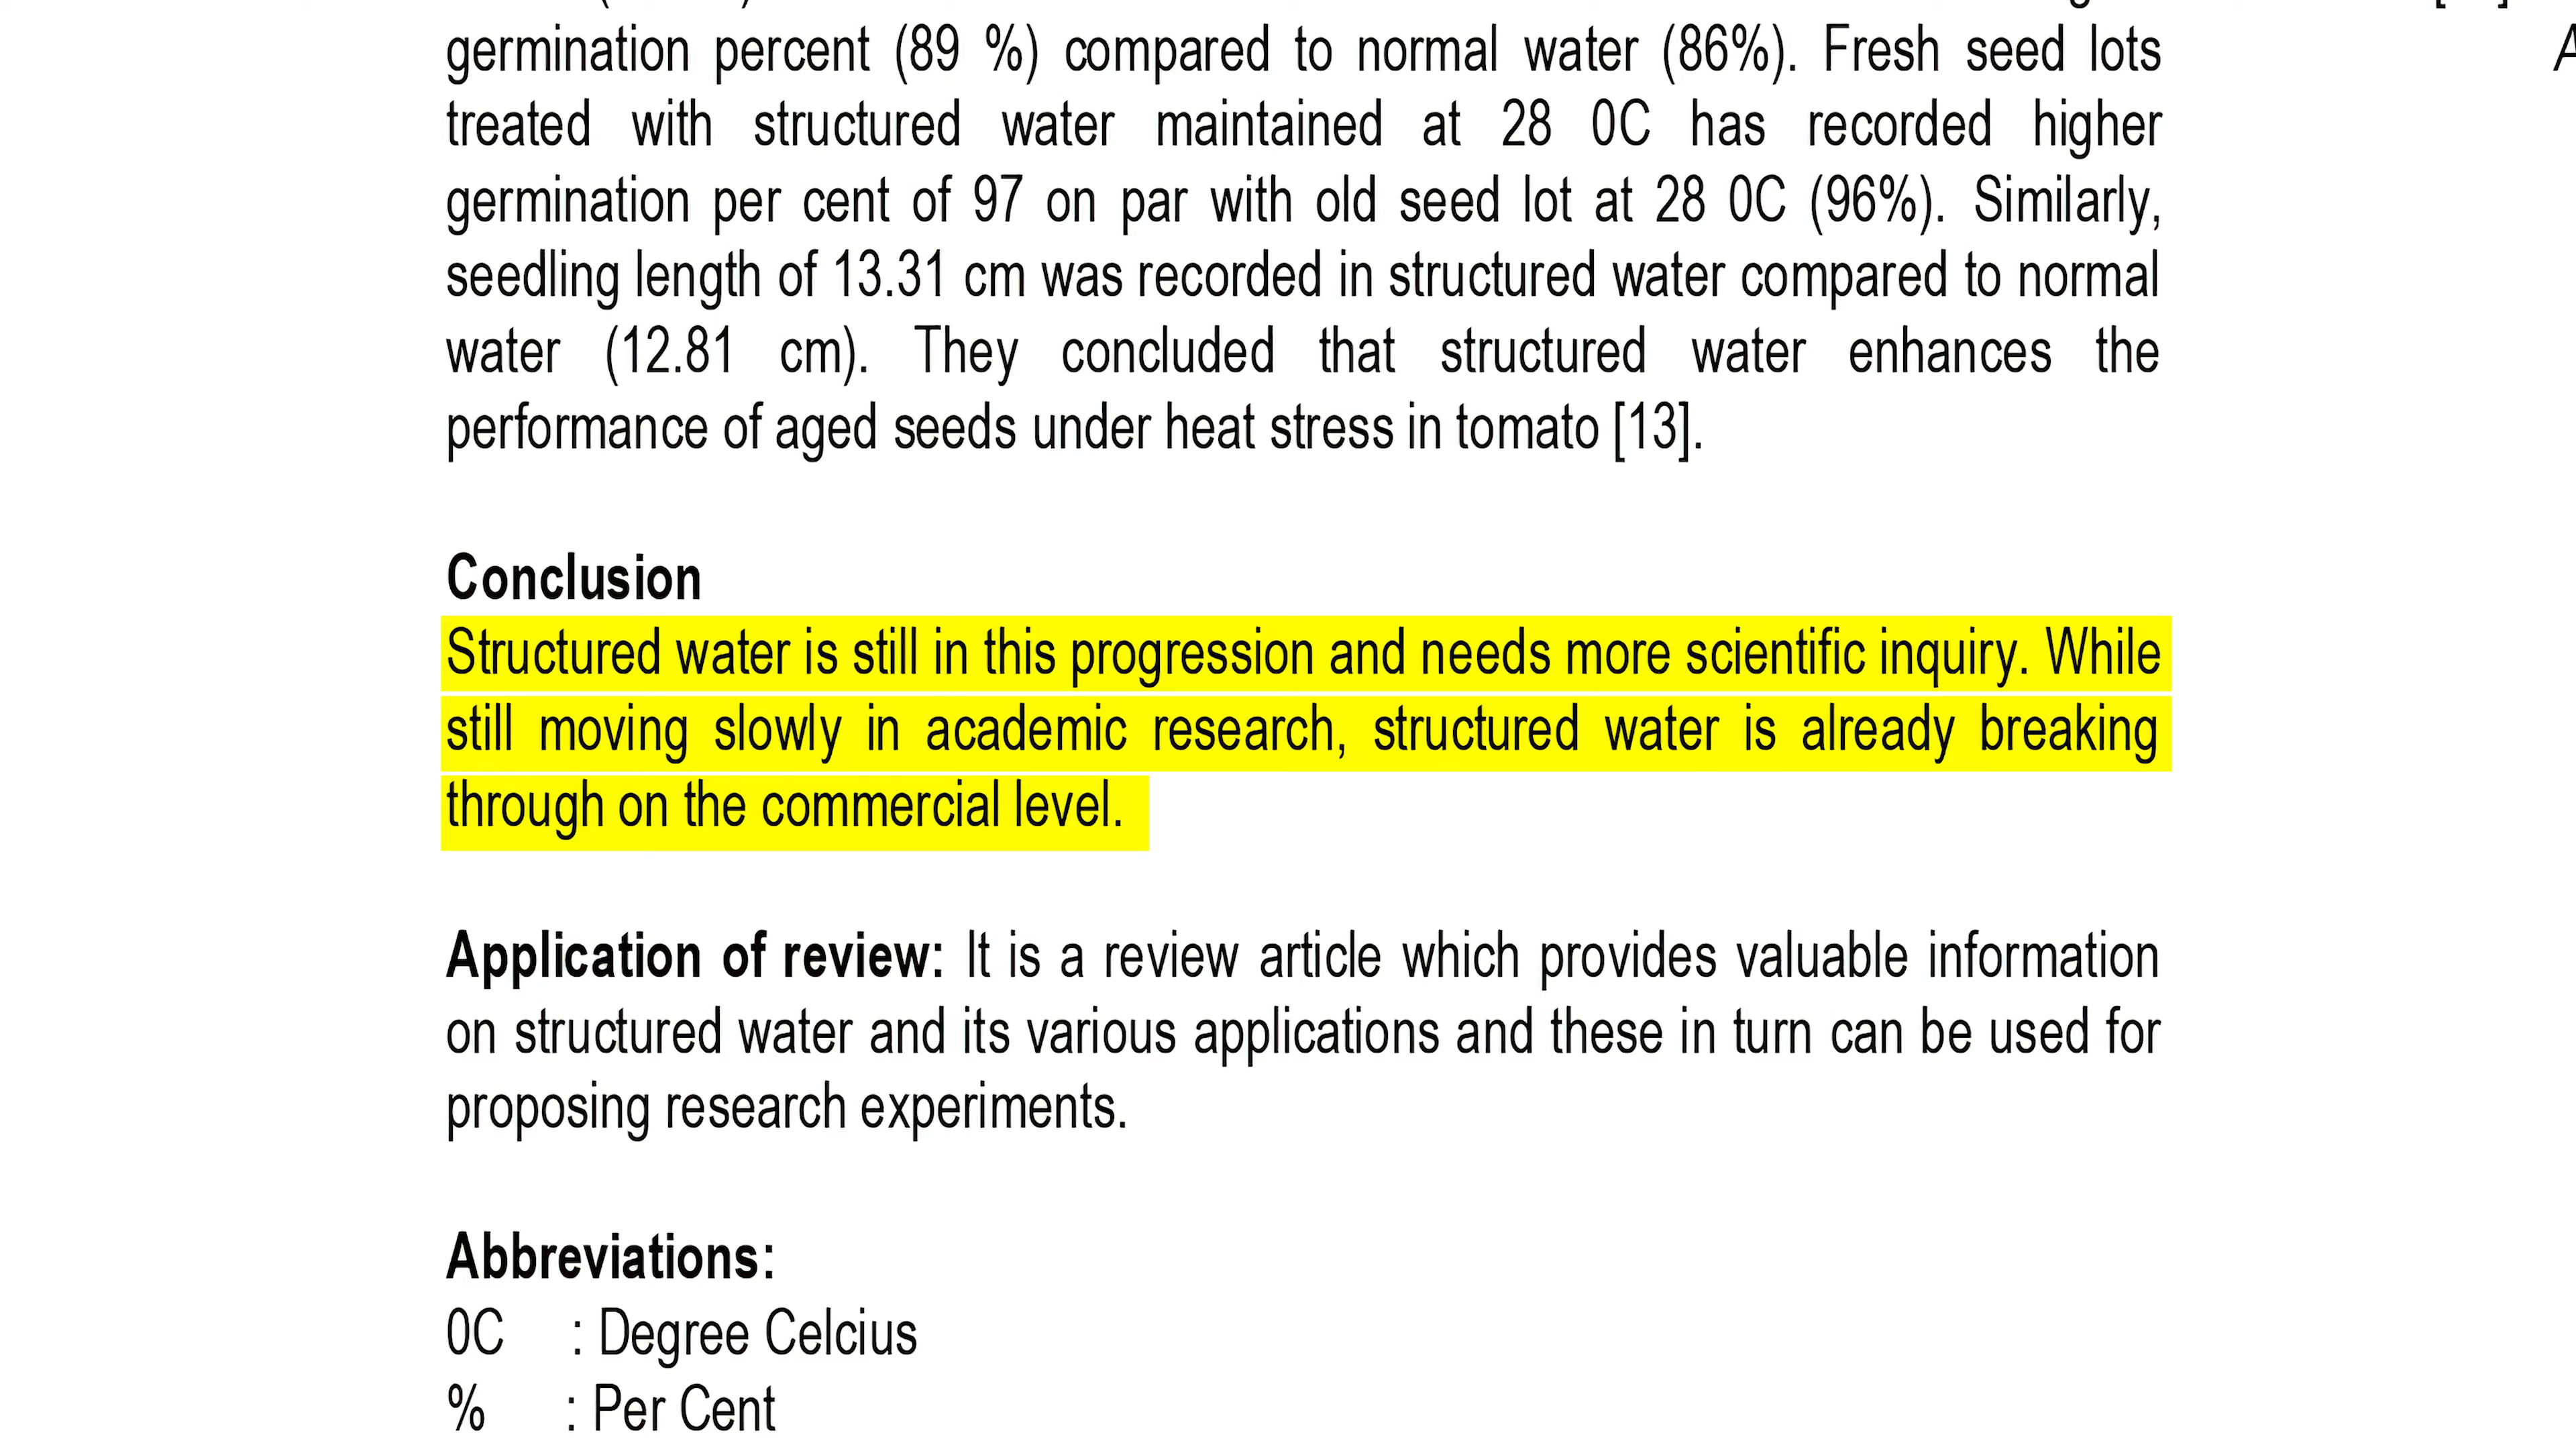 germination percent (89 %) compared to normal water (86%). Fresh seed lots
treated with structured water maintained at 28 0C has recorded higher
germination per cent of 97 on par with old seed lot at 28 0C (96%). Similarly,
seedling length of 13.31 cm was recorded in structured water compared to normal
water (12.81 cm). They concluded that structured water enhances the
performance of aged seeds under heat stress in tomato [13].
Conclusion
Structured water is still in this progression and needs more scientific inquiry. While
still moving slowly in academic research, structured water is already breaking
through on the commercial level.
Application of review: It is a review article which provides valuable information
on structured water and its various applications and these in turn can be used for
proposing research experiments.
Abbreviations:
0C : Degree Celcius
% : Per Cent